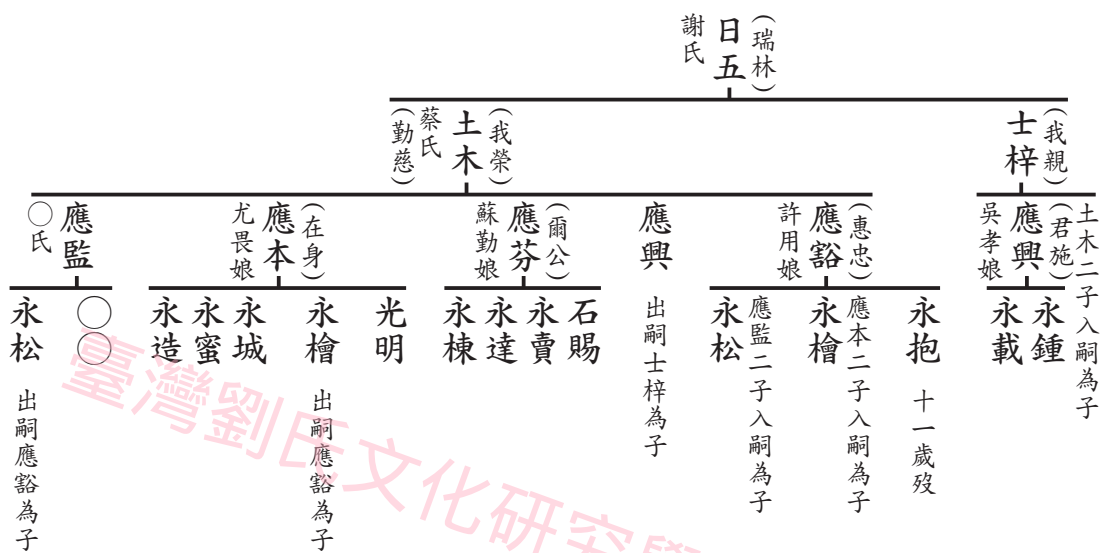 (瑞林)
日五
謝氏
(我親)
士梓
(我榮)
土木
蔡氏
(勤慈)
土木二子入嗣為子
(君施)
應興
吳孝娘
(惠忠)
應豁
許用娘
應興
出嗣士梓為子
(爾公)
應芬
蘇勤娘
(在身)
應本
尤畏娘
應監
○氏
永鍾
永載
永抱
十一歲歿
應本二子入嗣為子
永檜
應監二子入嗣為子
永松
石賜
永賣
永達
永棟
光明
永檜
出嗣應豁為子
永城
永蜜
永造
○○
永松
出嗣應豁為子
臺灣劉氏文化研究學